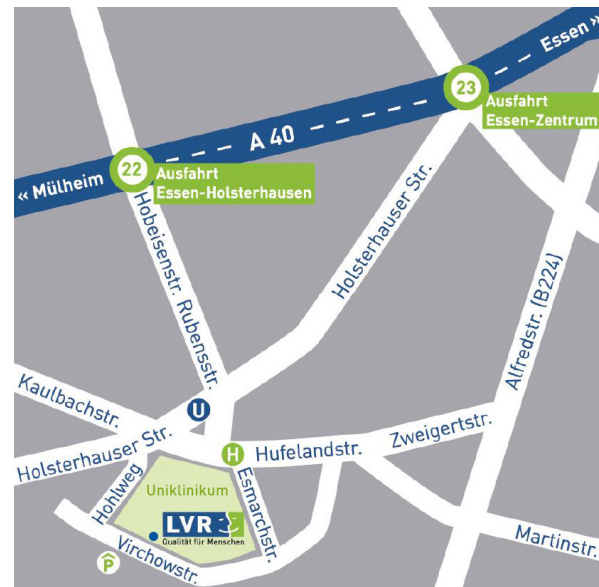 Essen »
23
Ausfahrt
Essen-Zentrum
A 40
22
Ausfahrt
Essen-Holsterhausen
« Mülheim
Hobeisenstr.
Rubensstr.
Holsterhauser Str.
Alfredstr. (B224)
Kaulbachstr.
U
Holsterhauser Str.
H
Hufelandstr.
Zweigertstr.
Hohlweg
Uniklinikum
Esmarchstr.
LVR
Qualität für Menschen
Virchowstr.
P
Martinstr.